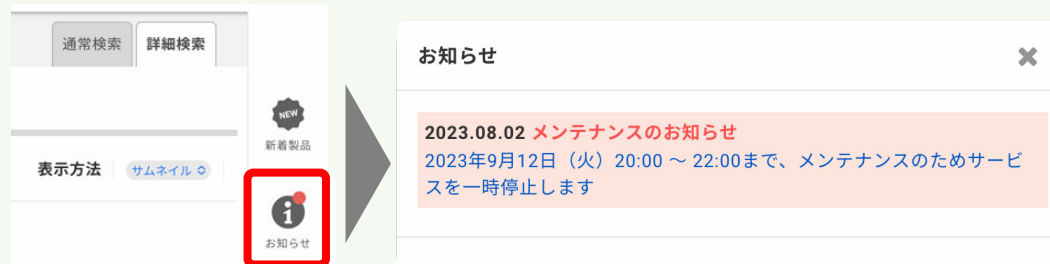 通常検索
詳細検索
NEW
新着製品
表示方法
サムネイル
お知らせ
お知らせ
2023.08.02 メンテナンスのお知らせ
2023年9月12日（火）20:00 ～ 22:00まで、メンテナンスのためサービ
スを一時停止します